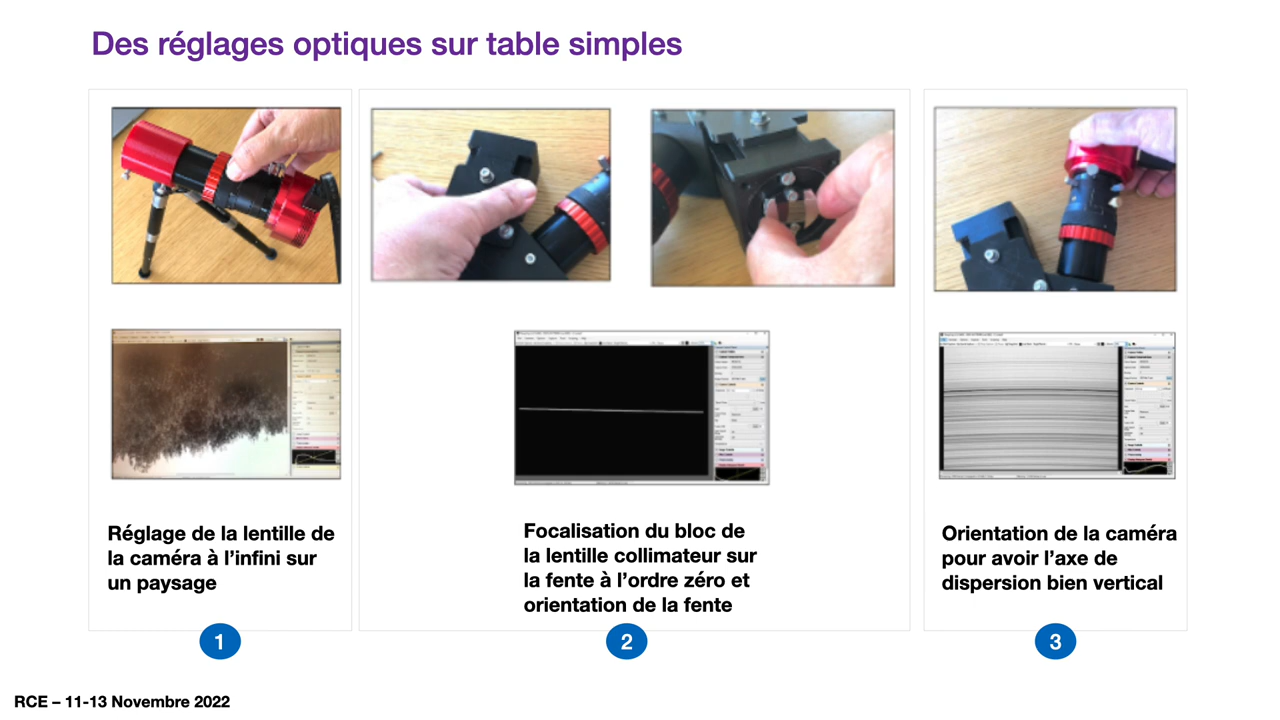 Des réglages optiques sur table simples
Réglage de la lentille de
la caméra à l'infini sur
un paysage
1
Focalisation du bloc de
la lentille collimateur sur
la fente à l'ordre zéro et
orientation de la fente
2
Orientation de la caméra
pour avoir l'axe de
dispersion bien vertical
3
RCE – 11-13 Novembre 2022